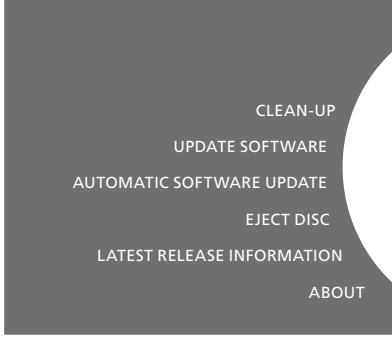 CLEAN-UP
UPDATE SOFTWARE
AUTOMATIC SOFTWARE UPDATE
EJECT DISC
LATEST RELEASE INFORMATION
ABOUT